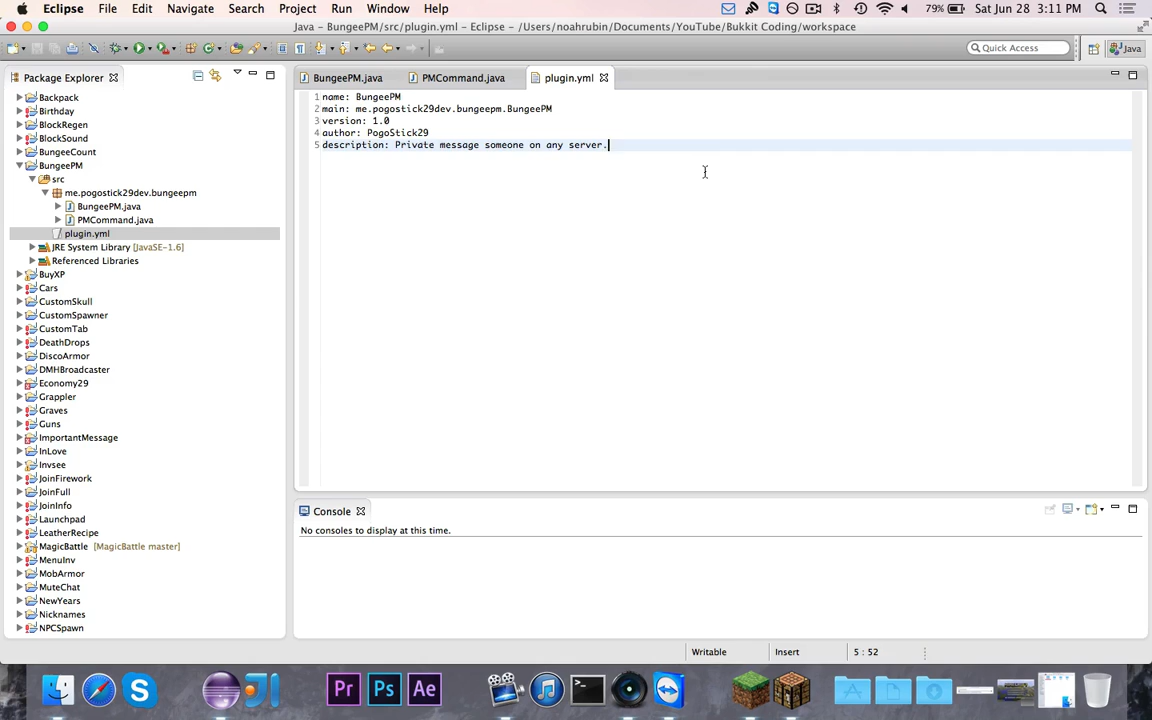 Eclipse File Edit Navigate Search Project Run Window Help 79% Sat Jun 28 3:11 PM
Java - BungeePM/src/plugin.yml - Eclipse - /Users/noahrubin/Documents/YouTube/Bukkit Coding/workspace
Quick Access Java
Package Explorer
BungeePM.java PMCommand.java plugin.yml
Backpack
Birthday
BlockRegen
BlockSound
BungeeCount
BungeePM
src
me.pogostick29dev.bungeepm
BungeePM.java
PMCommand.java
plugin.yml
JRE System Library [JavaSE-1.6]
Referenced Libraries
BuyXP
Cars
CustomSkull
CustomSpawner
CustomTab
DeathDrops
DiscoArmor
DMHBroadcast
Economy29
Grappler
Graves
Guns
ImportantMessage
InLove
Invsee
JoinFirework
JoinFull
JoinInfo
Launchpad
LeatherRecipe
MagicBattle [MagicBattle master]
MenuInv
MobArmor
MuteChat
NewYears
Nicknames
NPCSpawn
1 name: BungeePM
2 main: me.pogostick29dev.bungeepm.BungeePM
3 version: 1.0
4 author: PogoStick29
5 description: Private message someone on any server.
Console
No consoles to display at this time.
Writable Insert 5 : 52
Pr Ps Ae